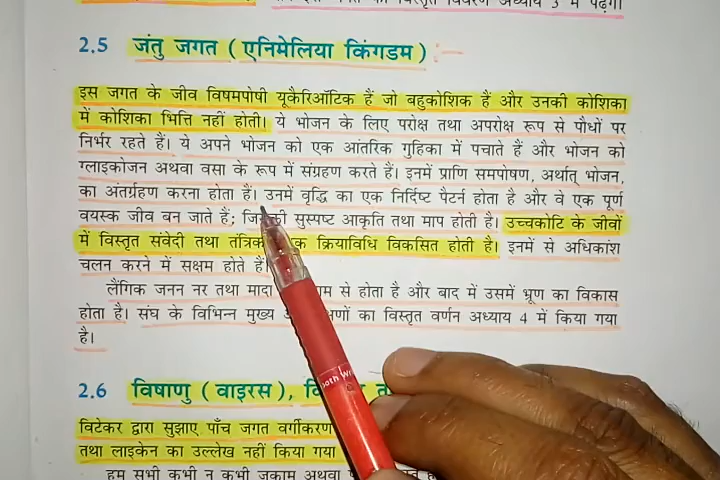 विस्तृत विवरण अध्याय 3 में पढ़ेंगे।
2.5 जंतु जगत ( एनिमेलिया किंगडम )
इस जगत के जीव विषमपोषी यूकैरिऑटिक हैं जो बहुकोशिक हैं और उनकी कोशिका
में कोशिका भित्ति नहीं होती। ये भोजन के लिए परोक्ष तथा अपरोक्ष रूप से पौधों पर
निर्भर रहते हैं। ये अपने भोजन को एक आंतरिक गुहिका में पचाते हैं और भोजन को
ग्लाइकोजन अथवा वसा के रूप में संग्रहण करते हैं। इनमें प्राणि समपोषण, अर्थात् भोजन,
का अंतर्ग्रहण करना होता है। उनमें वृद्धि का एक निर्दिष्ट पैटर्न होता है और वे एक पूर्ण
वयस्क जीव बन जाते हैं; सुस्पष्ट आकृति तथा माप होती है। उच्चकोटि के जीवों
में विस्तृत संवेदी तथा क्रियाविधि विकसित होती है। इनमें से अधिकांश
चलन करने में सक्षम होते हैं
लैंगिक जनन नर तथा मादा से होता है और बाद में उसमें भ्रूण का विकास
होता है। संघ के विभिन्न मुख्य का विस्तृत वर्णन अध्याय 4 में किया गया
है।
2.6 विषाणु ( वाइरस ),
विटेकर द्वारा सुझाए पाँच जगत वर्गीकरण
तथा लाइकेन का उल्लेख नहीं किया गया
हम सभी कभी न कभी जुकाम अथवा